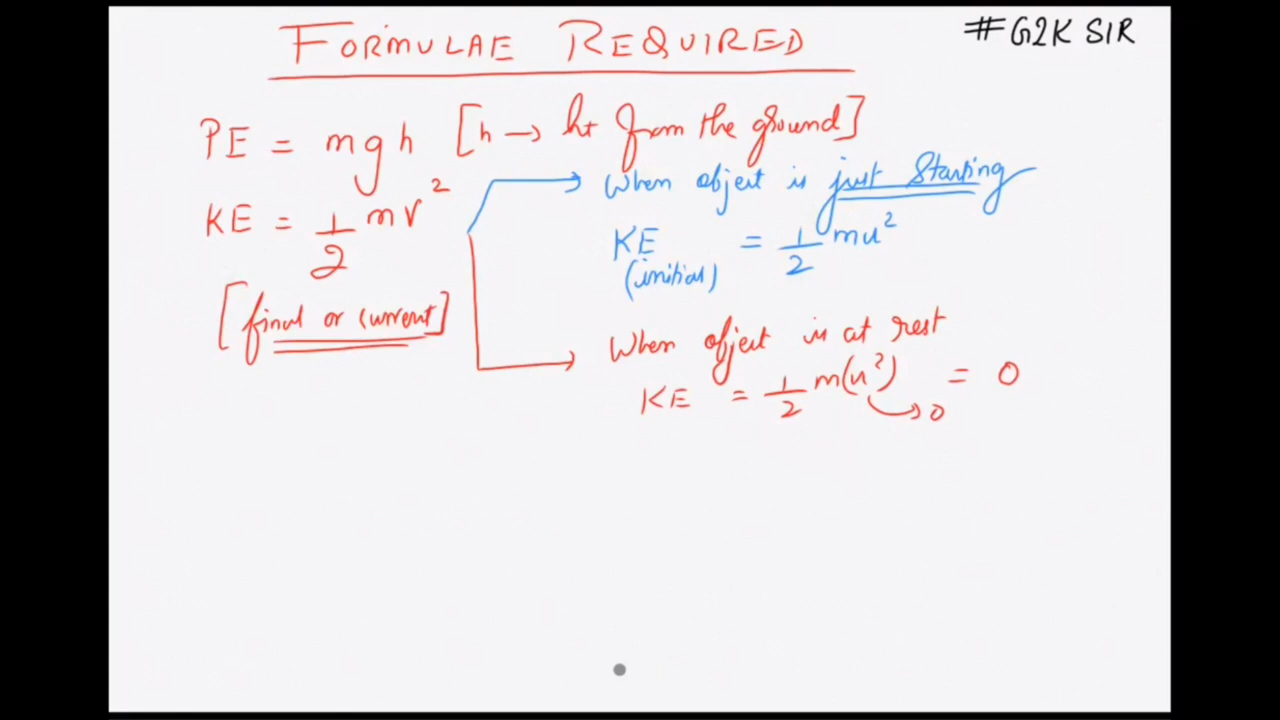 FORMULAE REQUIRED
#G2K SIR
PE = mgh [h → ht from the ground]
KE = 1/2 mv²
[final or current]
When object is just Starting
KE = 1/2 mu²
(initial)
When object is at rest
KE = 1/2 m(u²) = 0
→ 0